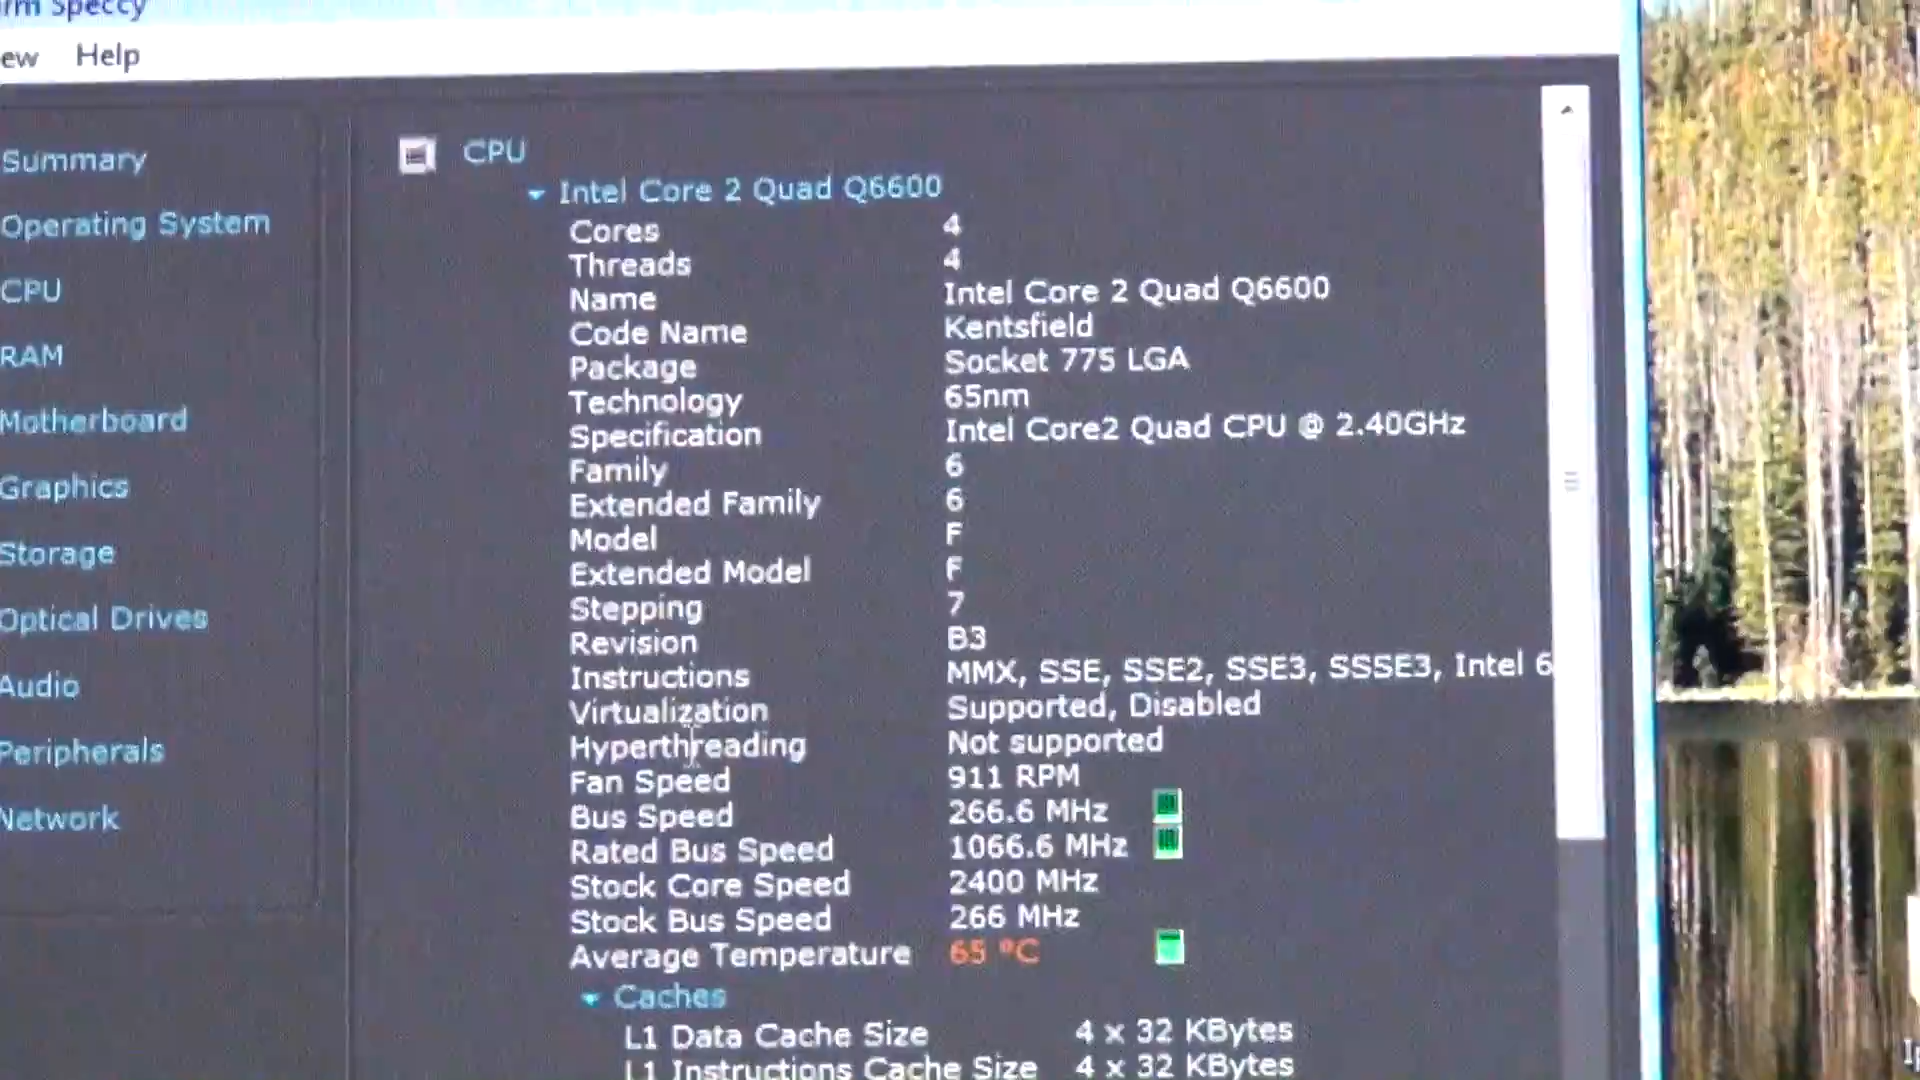 Speccy
ew Help
Summary
Operating System
CPU
RAM
Motherboard
Graphics
Storage
Optical Drives
Audio
Peripherals
Network
CPU
Intel Core 2 Quad Q6600
Cores 4
Threads 4
Name Intel Core 2 Quad Q6600
Code Name Kentsfield
Package Socket 775 LGA
Technology 65nm
Specification Intel Core2 Quad CPU @ 2.40GHz
Family 6
Extended Family 6
Model F
Extended Model F
Stepping 7
Revision B3
Instructions MMX, SSE, SSE2, SSE3, SSSE3, Intel 6
Virtualization Supported, Disabled
Hyperthreading Not supported
Fan Speed 911 RPM
Bus Speed 266.6 MHz
Rated Bus Speed 1066.6 MHz
Stock Core Speed 2400 MHz
Stock Bus Speed 266 MHz
Average Temperature 65 °C
Caches
L1 Data Cache Size 4 x 32 KBytes
L1 Instructions Cache Size 4 x 32 KBytes